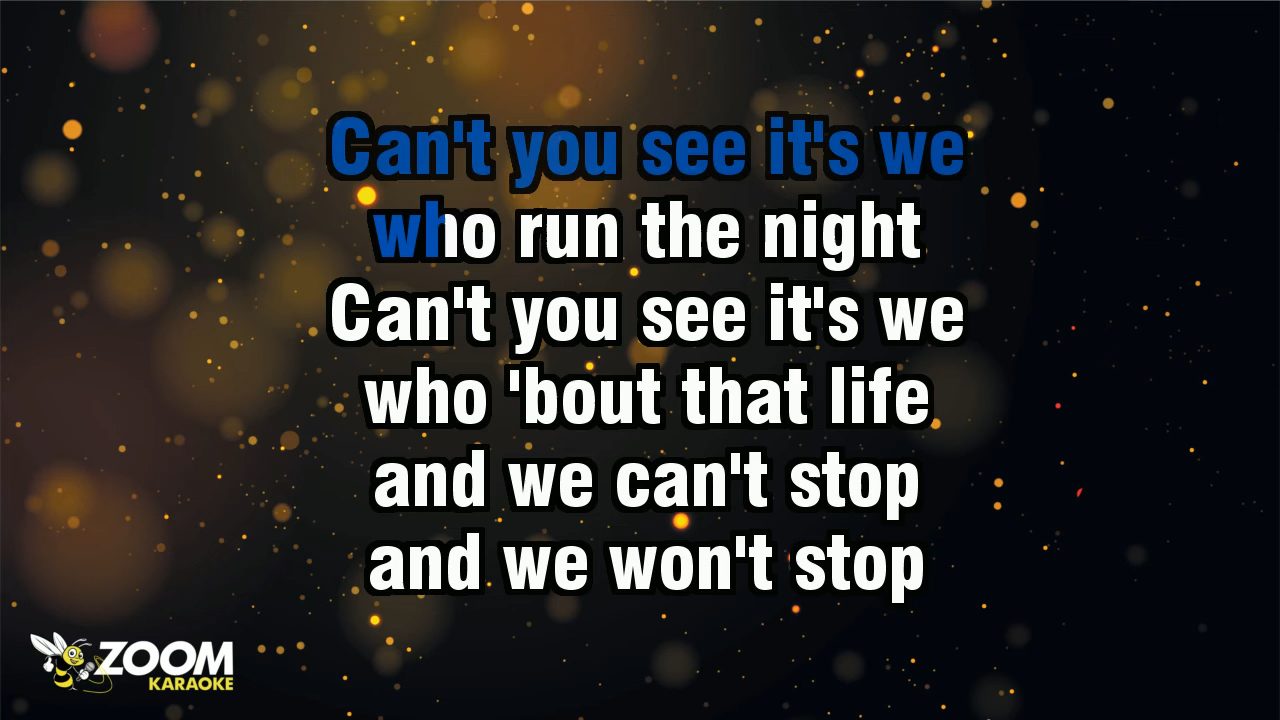 Can't you see it's we
who run the night
Can't you see it's we
who 'bout that life
and we can't stop
and we won't stop
ZOOM
KARAOKE